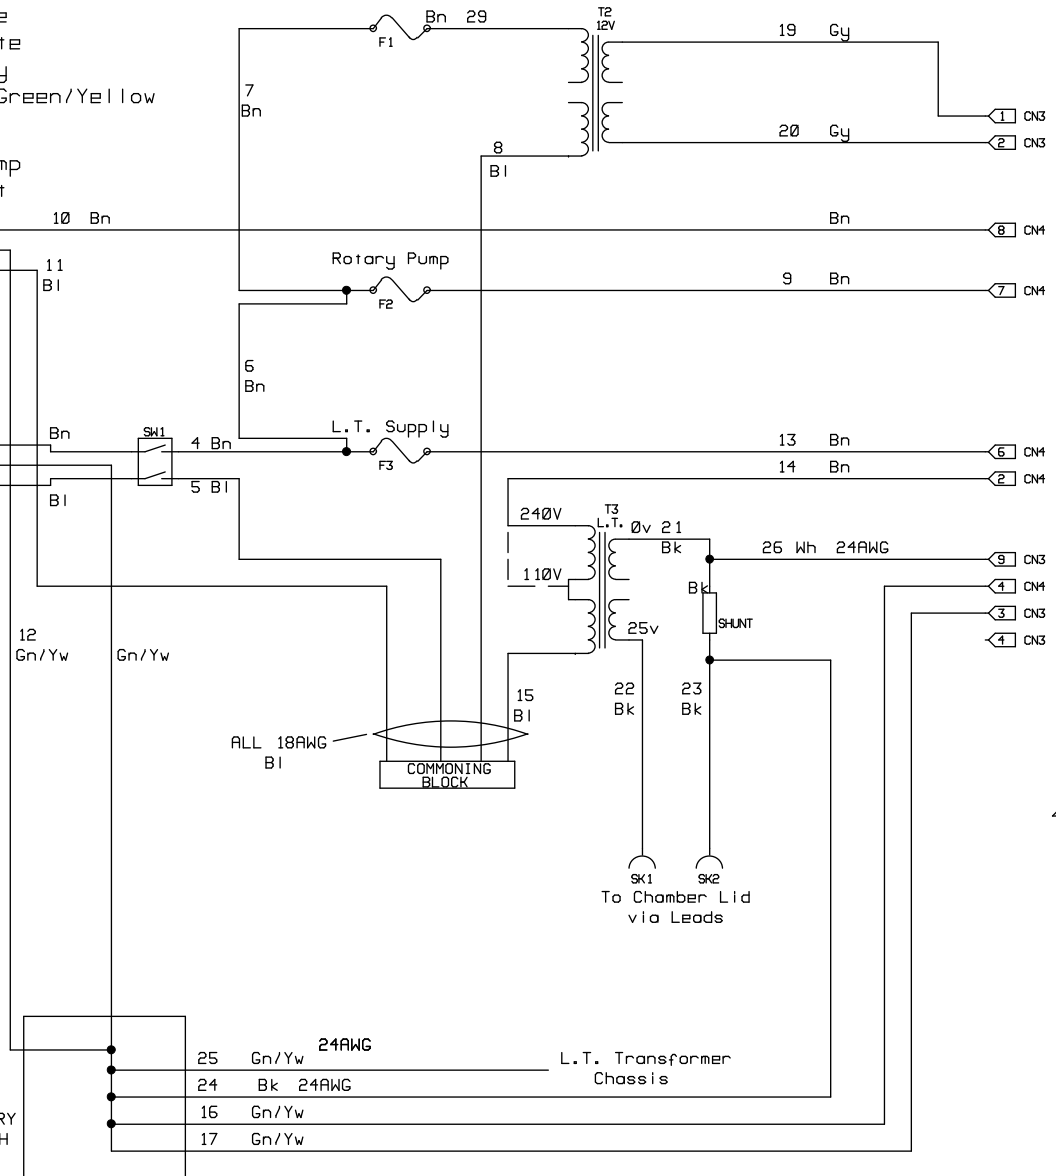 e
te
y
Green/Yellow
mp
t
Bn 29
F1
T2
12V
19 Gy
7
Bn
1 CN3
20 Gy
2 CN3
8
Bl
10 Bn
Bn
8 CN4
11
Bl
Rotary Pump
9 Bn
F2
7 CN4
6
Bn
L.T. Supply
Bn
SW1
4 Bn
F3
13 Bn
6 CN4
14 Bn
2 CN4
5 Bl
Bl
240V
T3
L.T.
0v 21
Bk
26 Wh 24AWG
9 CN3
110V
Bk
4 CN4
SHUNT
3 CN3
25v
4 CN3
12
Gn/Yw
Gn/Yw
22
Bk
23
Bk
15
Bl
ALL 18AWG
Bl
COMMONING
BLOCK
SK1
SK2
To Chamber Lid
via Leads
24AWG
25 Gn/Yw
L.T. Transformer
Chassis
24 Bk 24AWG
16 Gn/Yw
17 Gn/Yw
RY
H